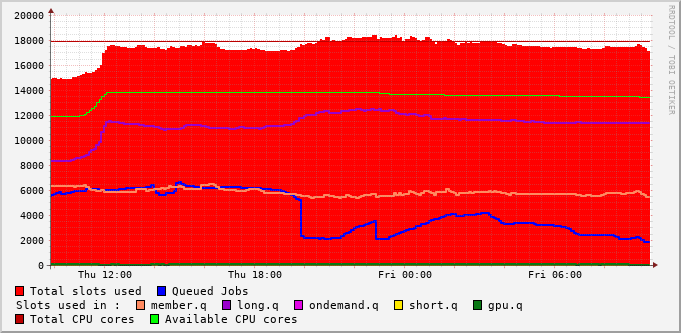 RRDTOOL / TOBI OETIKER
20000
18000
16000
14000
12000
10000
8000
6000
4000
2000
0
Thu 12:00 Thu 18:00 Fri 00:00 Fri 06:00
Total slots used Queued Jobs
Slots used in : member.q long.q ondemand.q short.q gpu.q
Total CPU cores Available CPU cores